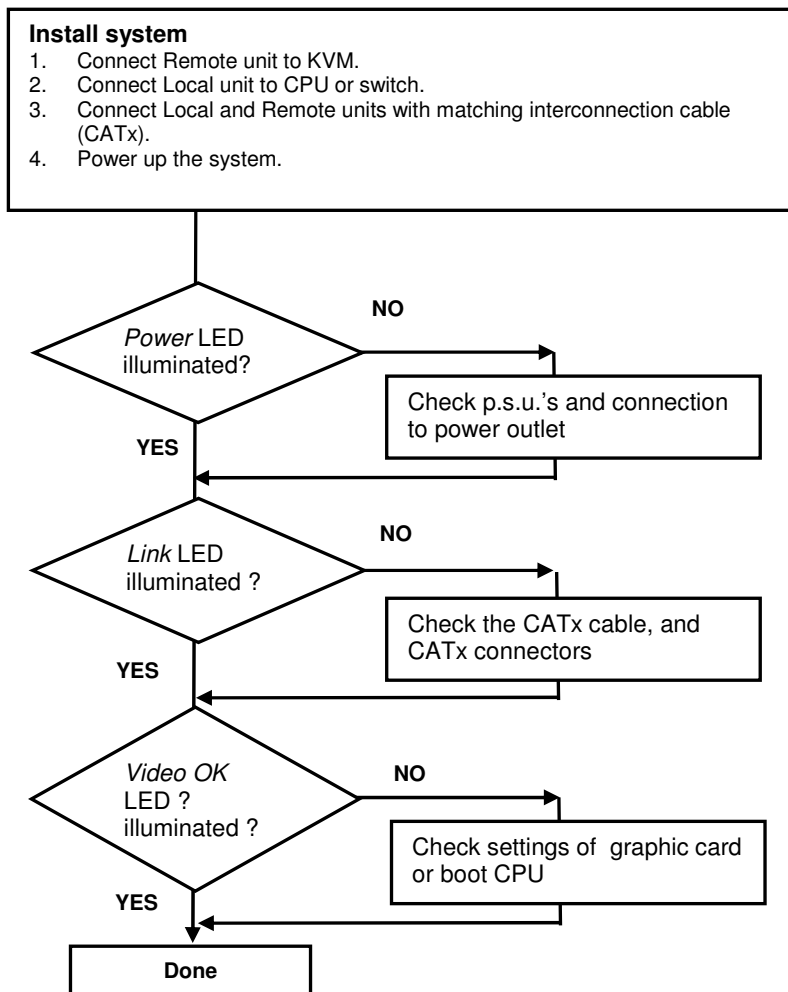 Install system
1. Connect Remote unit to KVM.
2. Connect Local unit to CPU or switch.
3. Connect Local and Remote units with matching interconnection cable
(CATx).
4. Power up the system.
NO
Power LED
illuminated?
Check p.s.u.'s and connection
to power outlet
YES
NO
Link LED
illuminated ?
Check the CATx cable, and
CATx connectors
YES
Video OK
LED ?
illuminated ?
NO
Check settings of graphic card
or boot CPU
YES
Done